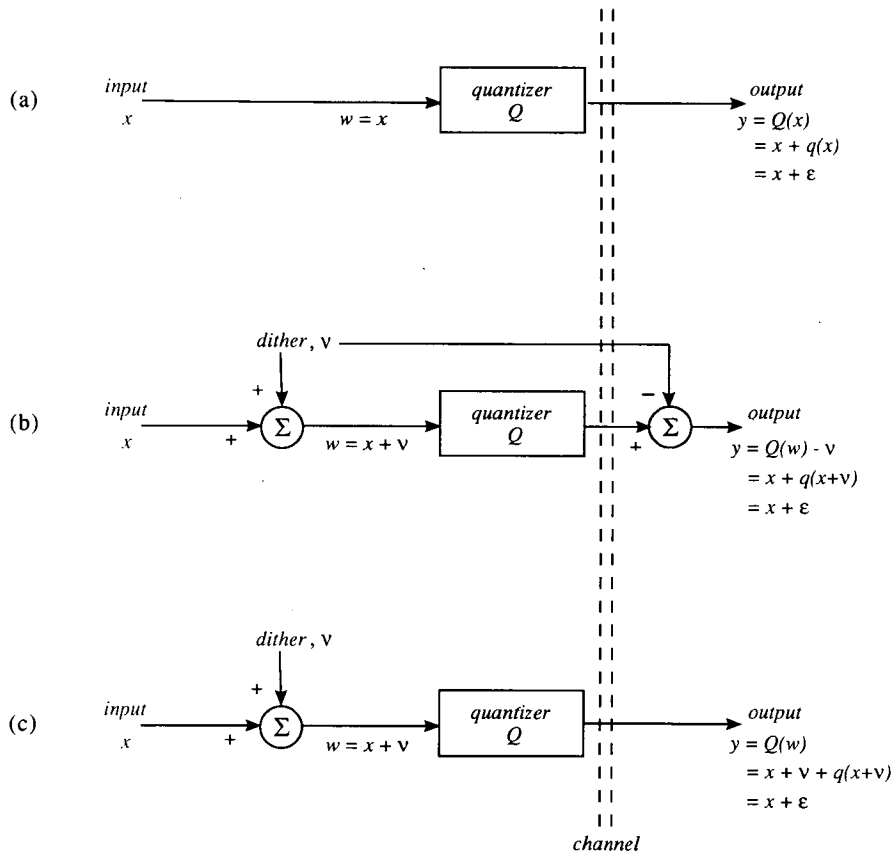 (a)
input
x
w = x
quantizer
Q
output
y = Q(x)
= x + q(x)
= x + ε
(b)
dither, ν
+
−
input
x
+
Σ
w = x + ν
quantizer
Q
+
Σ
output
y = Q(w) - ν
= x + q(x+ν)
= x + ε
(c)
dither, ν
+
input
x
+
Σ
w = x + ν
quantizer
Q
output
y = Q(w)
= x + ν + q(x+ν)
= x + ε
channel